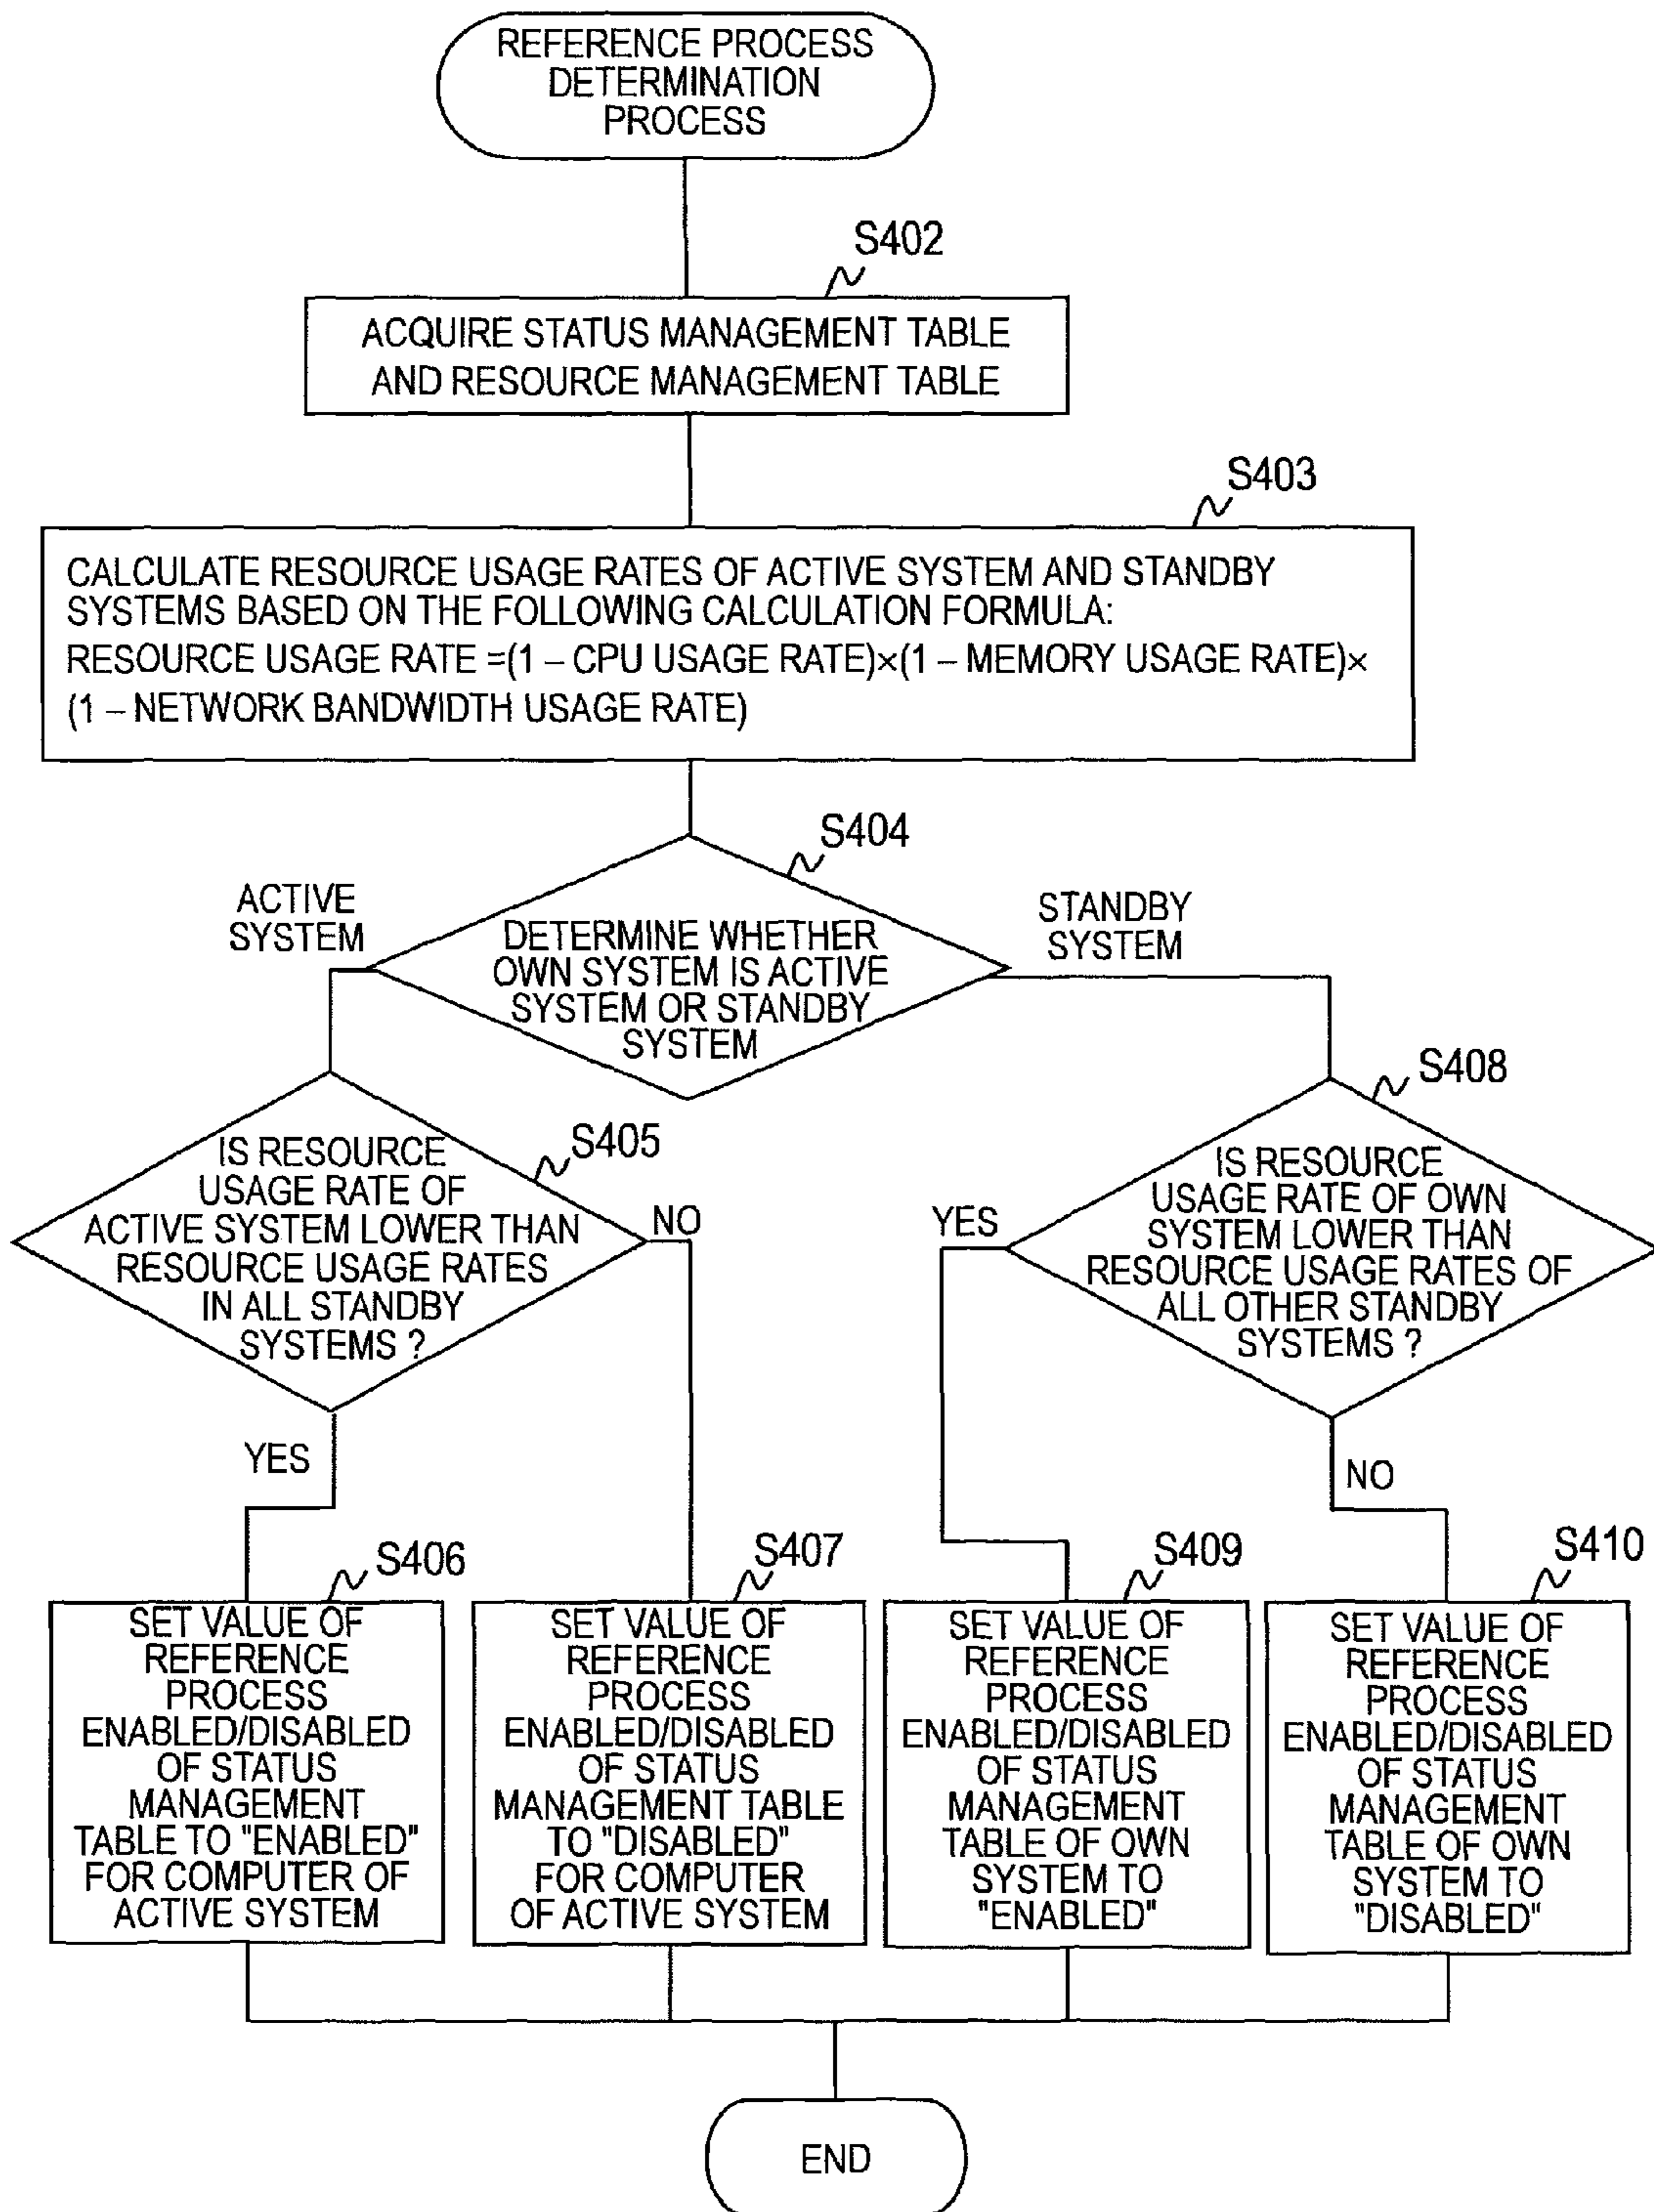 REFERENCE PROCESS
DETERMINATION
PROCESS
S402
ACQUIRE STATUS MANAGEMENT TABLE
AND RESOURCE MANAGEMENT TABLE
S403
CALCULATE RESOURCE USAGE RATES OF ACTIVE SYSTEM AND STANDBY
SYSTEMS BASED ON THE FOLLOWING CALCULATION FORMULA:
RESOURCE USAGE RATE =(1 – CPU USAGE RATE)×(1 – MEMORY USAGE RATE)×
(1 – NETWORK BANDWIDTH USAGE RATE)
S404
ACTIVE
SYSTEM
DETERMINE WHETHER
OWN SYSTEM IS ACTIVE
SYSTEM OR STANDBY
SYSTEM
STANDBY
SYSTEM
S405
IS RESOURCE
USAGE RATE OF
ACTIVE SYSTEM LOWER THAN
RESOURCE USAGE RATES
IN ALL STANDBY
SYSTEMS ?
NO
YES
S408
IS RESOURCE
USAGE RATE OF OWN
SYSTEM LOWER THAN
RESOURCE USAGE RATES OF
ALL OTHER STANDBY
SYSTEMS ?
YES
NO
S406
SET VALUE OF
REFERENCE
PROCESS
ENABLED/DISABLED
OF STATUS
MANAGEMENT
TABLE TO "ENABLED"
FOR COMPUTER OF
ACTIVE SYSTEM
S407
SET VALUE OF
REFERENCE
PROCESS
ENABLED/DISABLED
OF STATUS
MANAGEMENT TABLE
TO "DISABLED"
FOR COMPUTER
OF ACTIVE SYSTEM
S409
SET VALUE OF
REFERENCE
PROCESS
ENABLED/DISABLED
OF STATUS
MANAGEMENT
TABLE OF OWN
SYSTEM TO
"ENABLED"
S410
SET VALUE OF
REFERENCE
PROCESS
ENABLED/DISABLED
OF STATUS
MANAGEMENT
TABLE OF OWN
SYSTEM TO
"DISABLED"
END